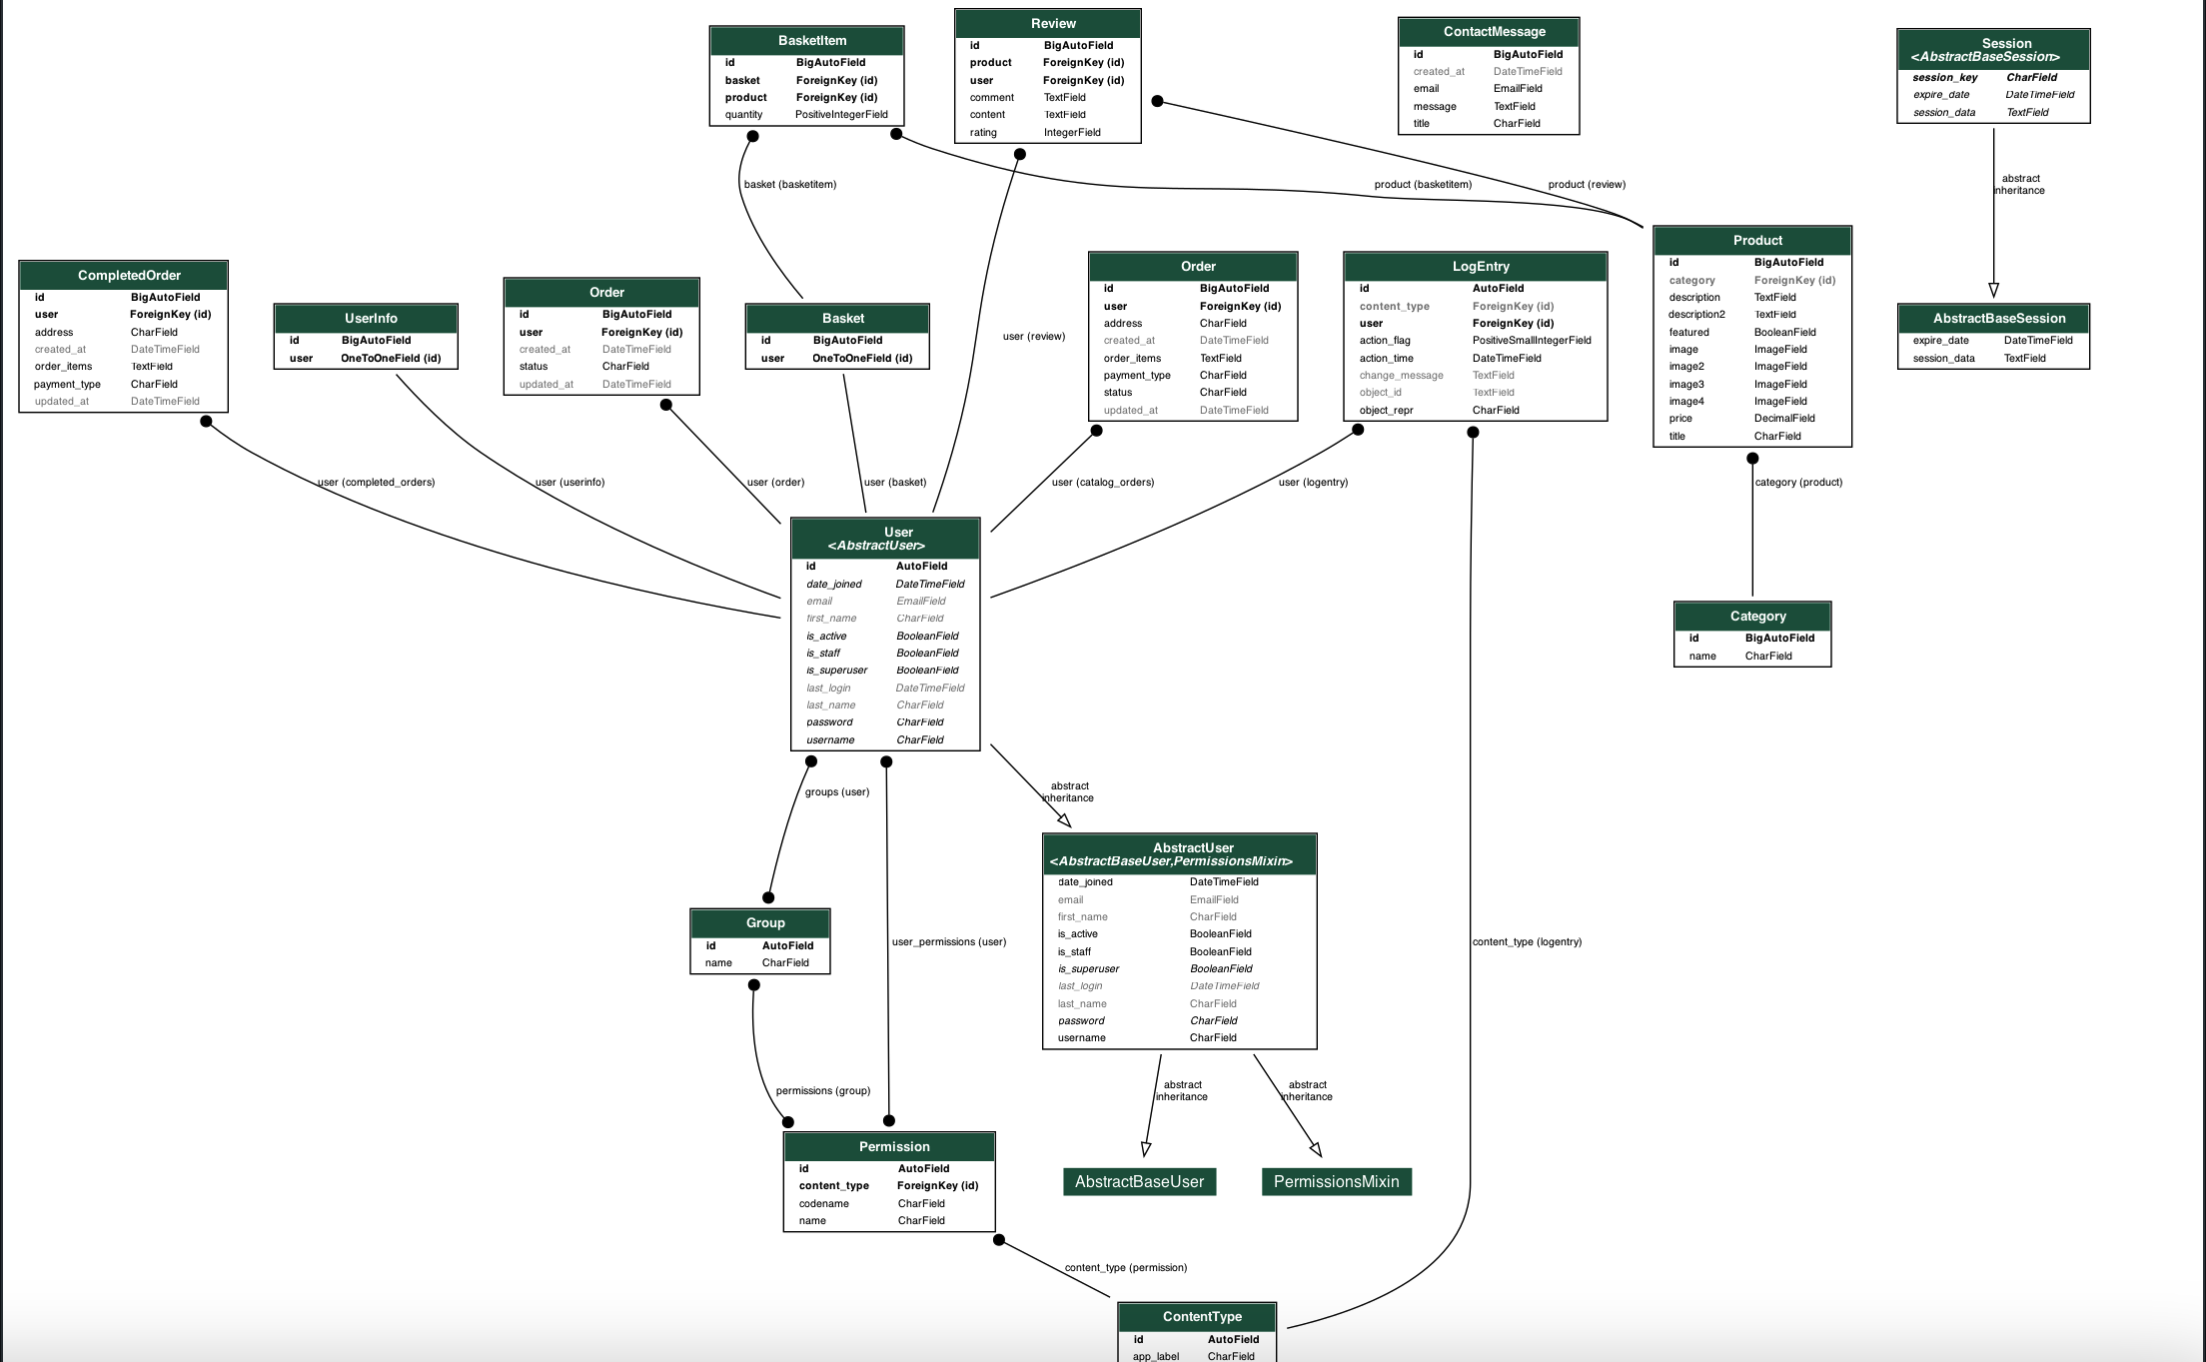 BasketItem
id BigAutoField
basket ForeignKey (id)
product ForeignKey (id)
quantity PositiveIntegerField
Review
id BigAutoField
product ForeignKey (id)
user ForeignKey (id)
comment TextField
content TextField
rating IntegerField
ContactMessage
id BigAutoField
created_at DateTimeField
email EmailField
message TextField
title CharField
Session
<AbstractBaseSession>
session_key CharField
expire_date DateTimeField
session_data TextField
basket (basketitem)
product (basketitem)
product (review)
abstract
inheritance
CompletedOrder
id BigAutoField
user ForeignKey (id)
address CharField
created_at DateTimeField
order_items TextField
payment_type CharField
updated_at DateTimeField
UserInfo
id BigAutoField
user OneToOneField (id)
Order
id BigAutoField
user ForeignKey (id)
created_at DateTimeField
status CharField
updated_at DateTimeField
Basket
id BigAutoField
user OneToOneField (id)
user (review)
Order
id BigAutoField
user ForeignKey (id)
address CharField
created_at DateTimeField
order_items TextField
payment_type CharField
status CharField
updated_at DateTimeField
LogEntry
id AutoField
content_type ForeignKey (id)
user ForeignKey (id)
action_flag PositiveSmallIntegerField
action_time DateTimeField
change_message TextField
object_id TextField
object_repr CharField
Product
id BigAutoField
category ForeignKey (id)
description TextField
description2 TextField
featured BooleanField
image ImageField
image2 ImageField
image3 ImageField
image4 ImageField
price DecimalField
title CharField
AbstractBaseSession
expire_date DateTimeField
session_data TextField
user (completed_orders)
user (userinfo)
user (order)
user (basket)
user (catalog_orders)
user (logentry)
category (product)
User
<AbstractUser>
id AutoField
date_joined DateTimeField
email EmailField
first_name CharField
is_active BooleanField
is_staff BooleanField
is_superuser BooleanField
last_login DateTimeField
last_name CharField
password CharField
username CharField
Category
id BigAutoField
name CharField
groups (user)
abstract
inheritance
AbstractUser
<AbstractBaseUser,PermissionsMixin>
date_joined DateTimeField
email EmailField
first_name CharField
is_active BooleanField
is_staff BooleanField
is_superuser BooleanField
last_login DateTimeField
last_name CharField
password CharField
username CharField
Group
id AutoField
name CharField
user_permissions (user)
content_type (logentry)
permissions (group)
abstract
inheritance
abstract
inheritance
Permission
id AutoField
content_type ForeignKey (id)
codename CharField
name CharField
AbstractBaseUser
PermissionsMixin
content_type (permission)
ContentType
id AutoField
app_label CharField